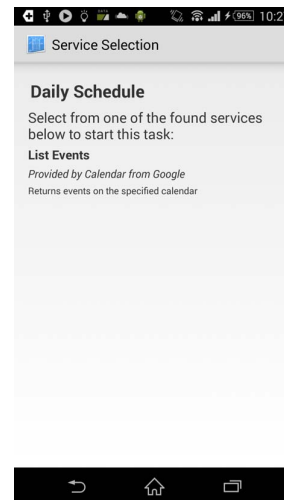 96% 10:2
Service Selection
Daily Schedule
Select from one of the found services
below to start this task:
List Events
Provided by Calendar from Google
Returns events on the specified calendar